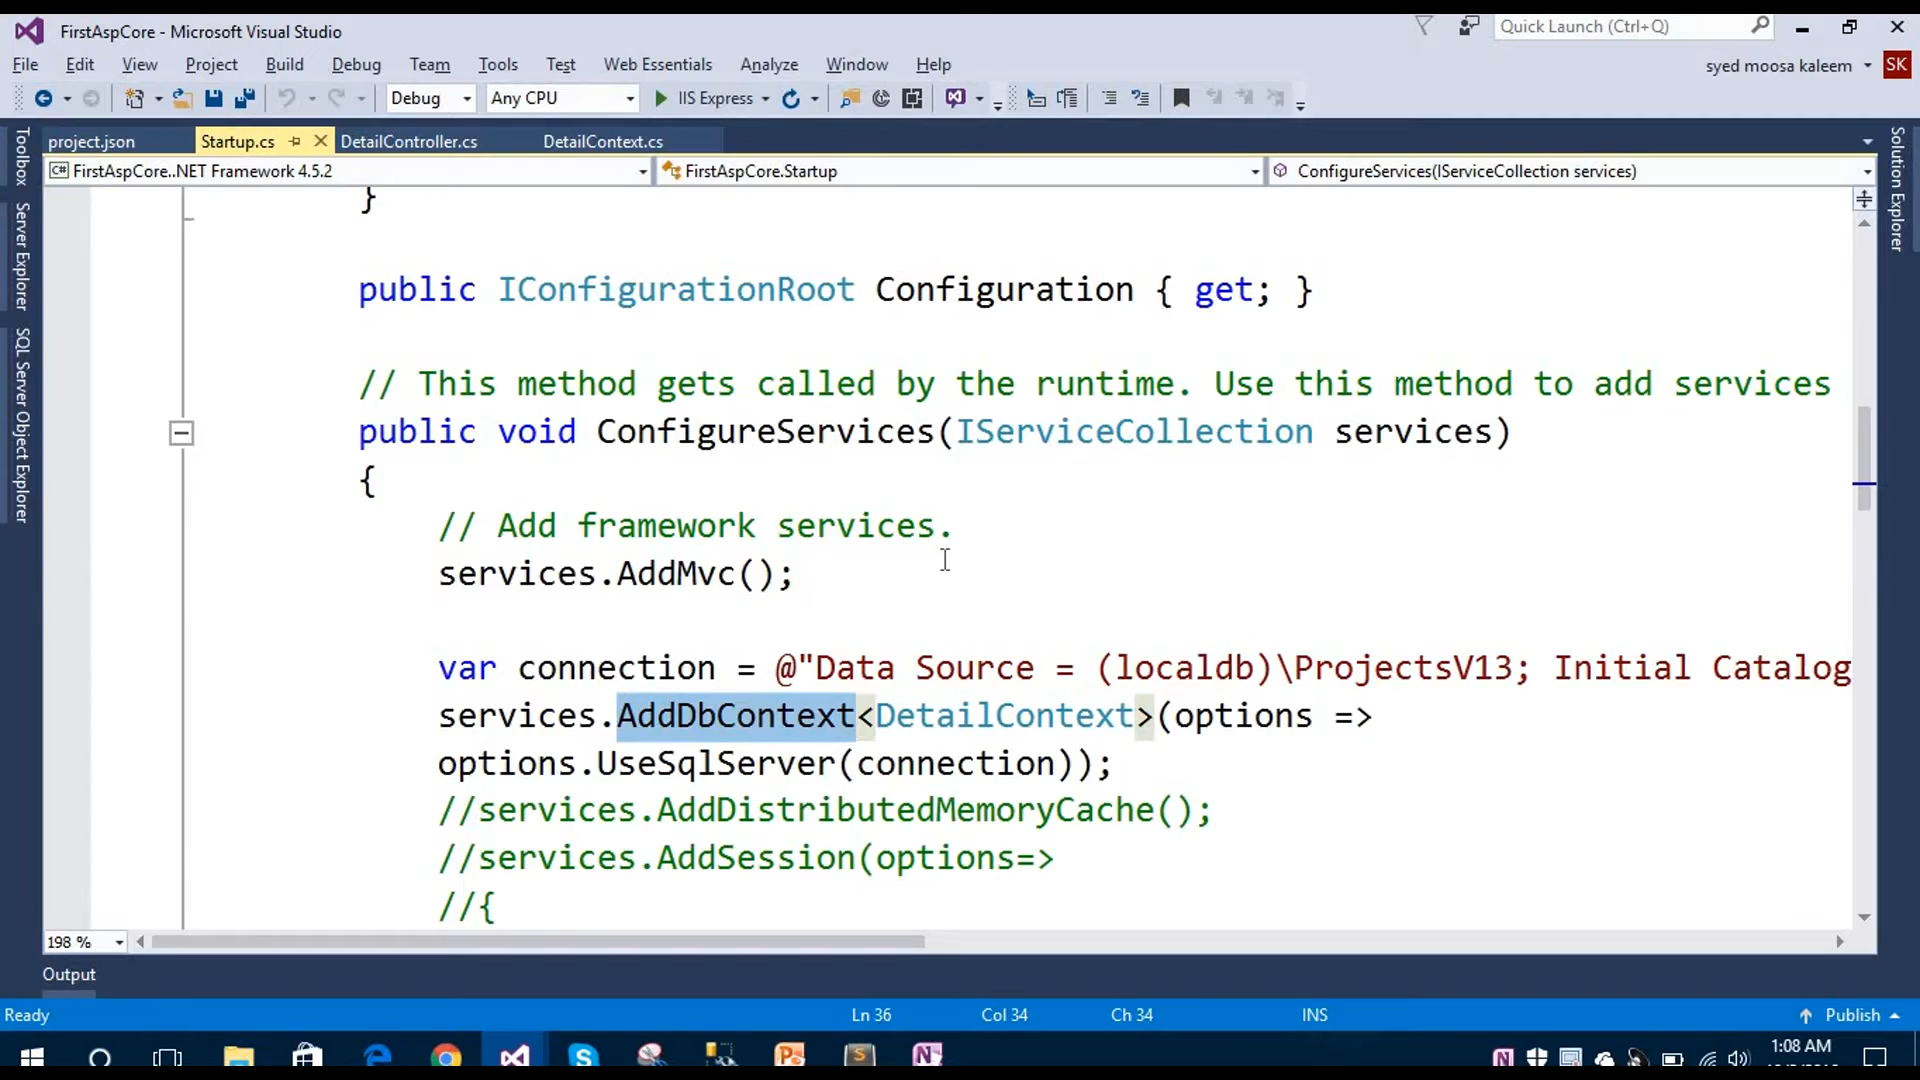 FirstAspCore - Microsoft Visual Studio
Quick Launch (Ctrl+Q)
File Edit View Project Build Debug Team Tools Test Web Essentials Analyze Window Help
syed moosa kaleem SK
Debug Any CPU IIS Express
project.json Startup.cs DetailController.cs DetailContext.cs
C# FirstAspCore..NET Framework 4.5.2 FirstAspCore.Startup ConfigureServices(IServiceCollection services)
Toolbox
Server Explorer
SQL Server Object Explorer
Solution Explorer
}
public IConfigurationRoot Configuration { get; }
// This method gets called by the runtime. Use this method to add services
public void ConfigureServices(IServiceCollection services)
{
// Add framework services.
services.AddMvc();
var connection = @"Data Source = (localdb)\ProjectsV13; Initial Catalog
services.AddDbContext<DetailContext>(options =>
options.UseSqlServer(connection));
//services.AddDistributedMemoryCache();
//services.AddSession(options=>
//{
198 %
Output
Ready Ln 36 Col 34 Ch 34 INS Publish
1:08 AM